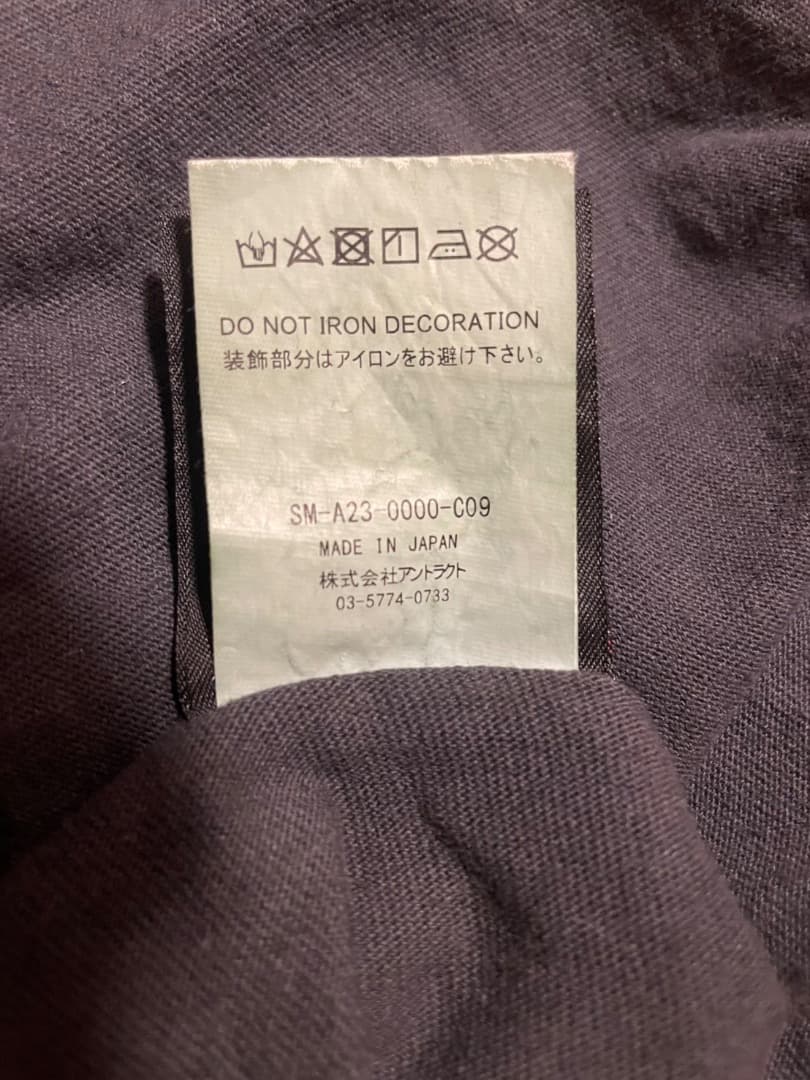 DO NOT IRON DECORATION
装飾部分はアイロンをお避け下さい。
SM-A23-0000-C09
MADE IN JAPAN
株式会社アントラクト
03-5774-0733